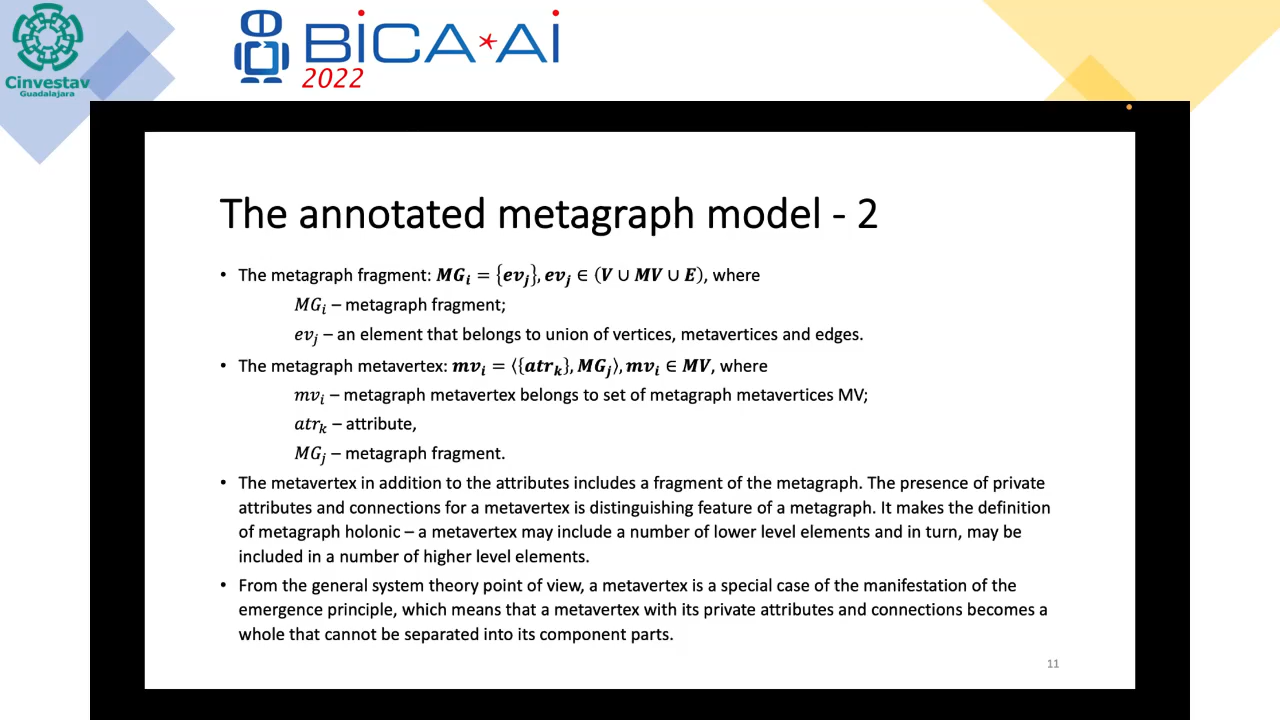 Cinvestav
Guadalajara
BiCA*Ai
2022
The annotated metagraph model - 2
• The metagraph fragment: MGᵢ = {evⱼ}, evⱼ ∈ (V ∪ MV ∪ E), where
MGᵢ – metagraph fragment;
evⱼ – an element that belongs to union of vertices, metavertices and edges.
• The metagraph metavertex: mvᵢ = ⟨{atrₖ}, MGⱼ⟩, mvᵢ ∈ MV, where
mvᵢ – metagraph metavertex belongs to set of metagraph metavertices MV;
atrₖ – attribute,
MGⱼ – metagraph fragment.
• The metavertex in addition to the attributes includes a fragment of the metagraph. The presence of private
attributes and connections for a metavertex is distinguishing feature of a metagraph. It makes the definition
of metagraph holonic – a metavertex may include a number of lower level elements and in turn, may be
included in a number of higher level elements.
• From the general system theory point of view, a metavertex is a special case of the manifestation of the
emergence principle, which means that a metavertex with its private attributes and connections becomes a
whole that cannot be separated into its component parts.
11